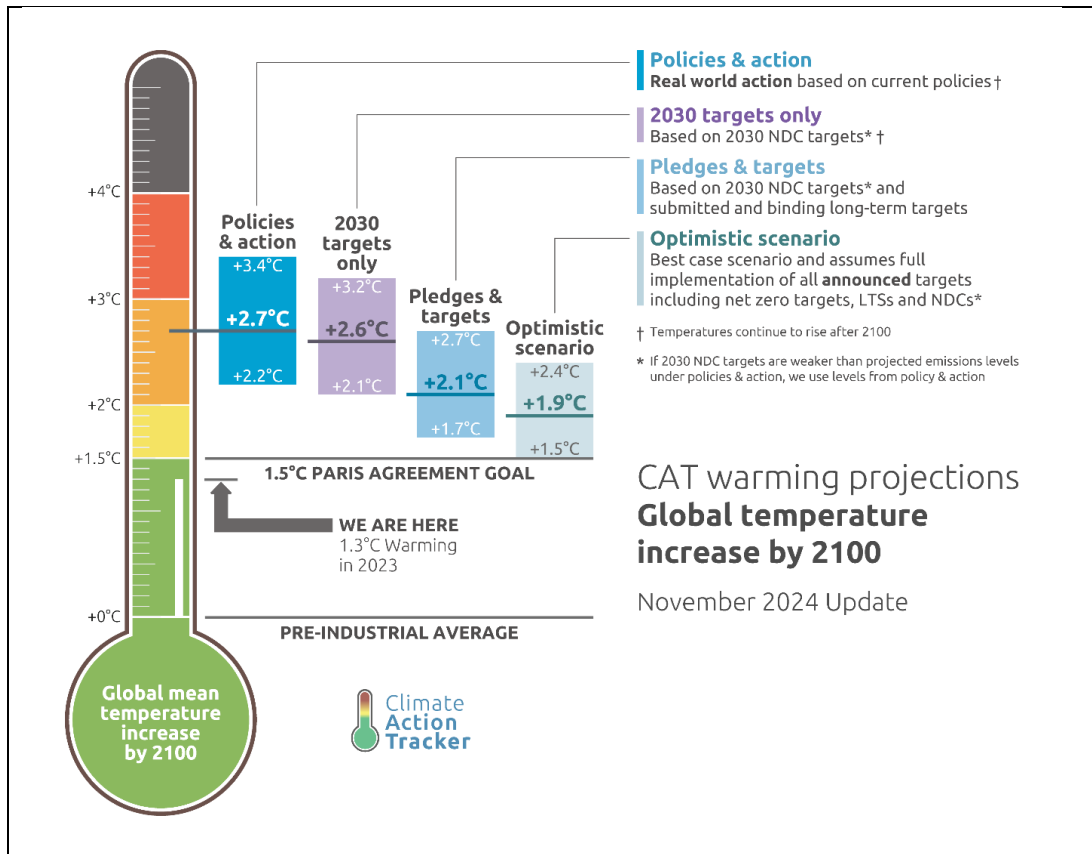 Policies & action
Real world action based on current policies †
2030 targets only
Based on 2030 NDC targets* †
Pledges & targets
Based on 2030 NDC targets* and
submitted and binding long-term targets
Optimistic scenario
Best case scenario and assumes full
implementation of all announced targets
including net zero targets, LTSs and NDCs*
† Temperatures continue to rise after 2100
* If 2030 NDC targets are weaker than projected emissions levels
under policies & action, we use levels from policy & action
+4°C
+3°C
+2°C
+1.5°C
+0°C
Policies
& action
+3.4°C
+2.7°C
+2.2°C
2030
targets
only
+3.2°C
+2.6°C
+2.1°C
Pledges &
targets
+2.7°C
+2.1°C
+1.7°C
Optimistic
scenario
+2.4°C
+1.9°C
+1.5°C
1.5°C PARIS AGREEMENT GOAL
WE ARE HERE
1.3°C Warming
in 2023
PRE-INDUSTRIAL AVERAGE
CAT warming projections
Global temperature
increase by 2100
November 2024 Update
Global mean
temperature
increase
by 2100
Climate
Action
Tracker